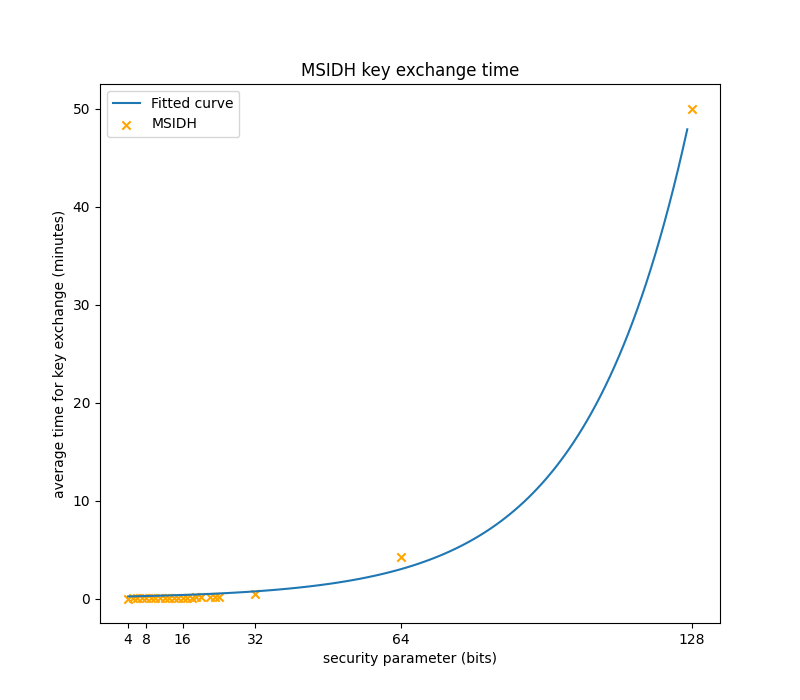 MSIDH key exchange time
Fitted curve
MSIDH
average time for key exchange (minutes)
50
40
30
20
10
0
4 8 16 32 64 128
security parameter (bits)